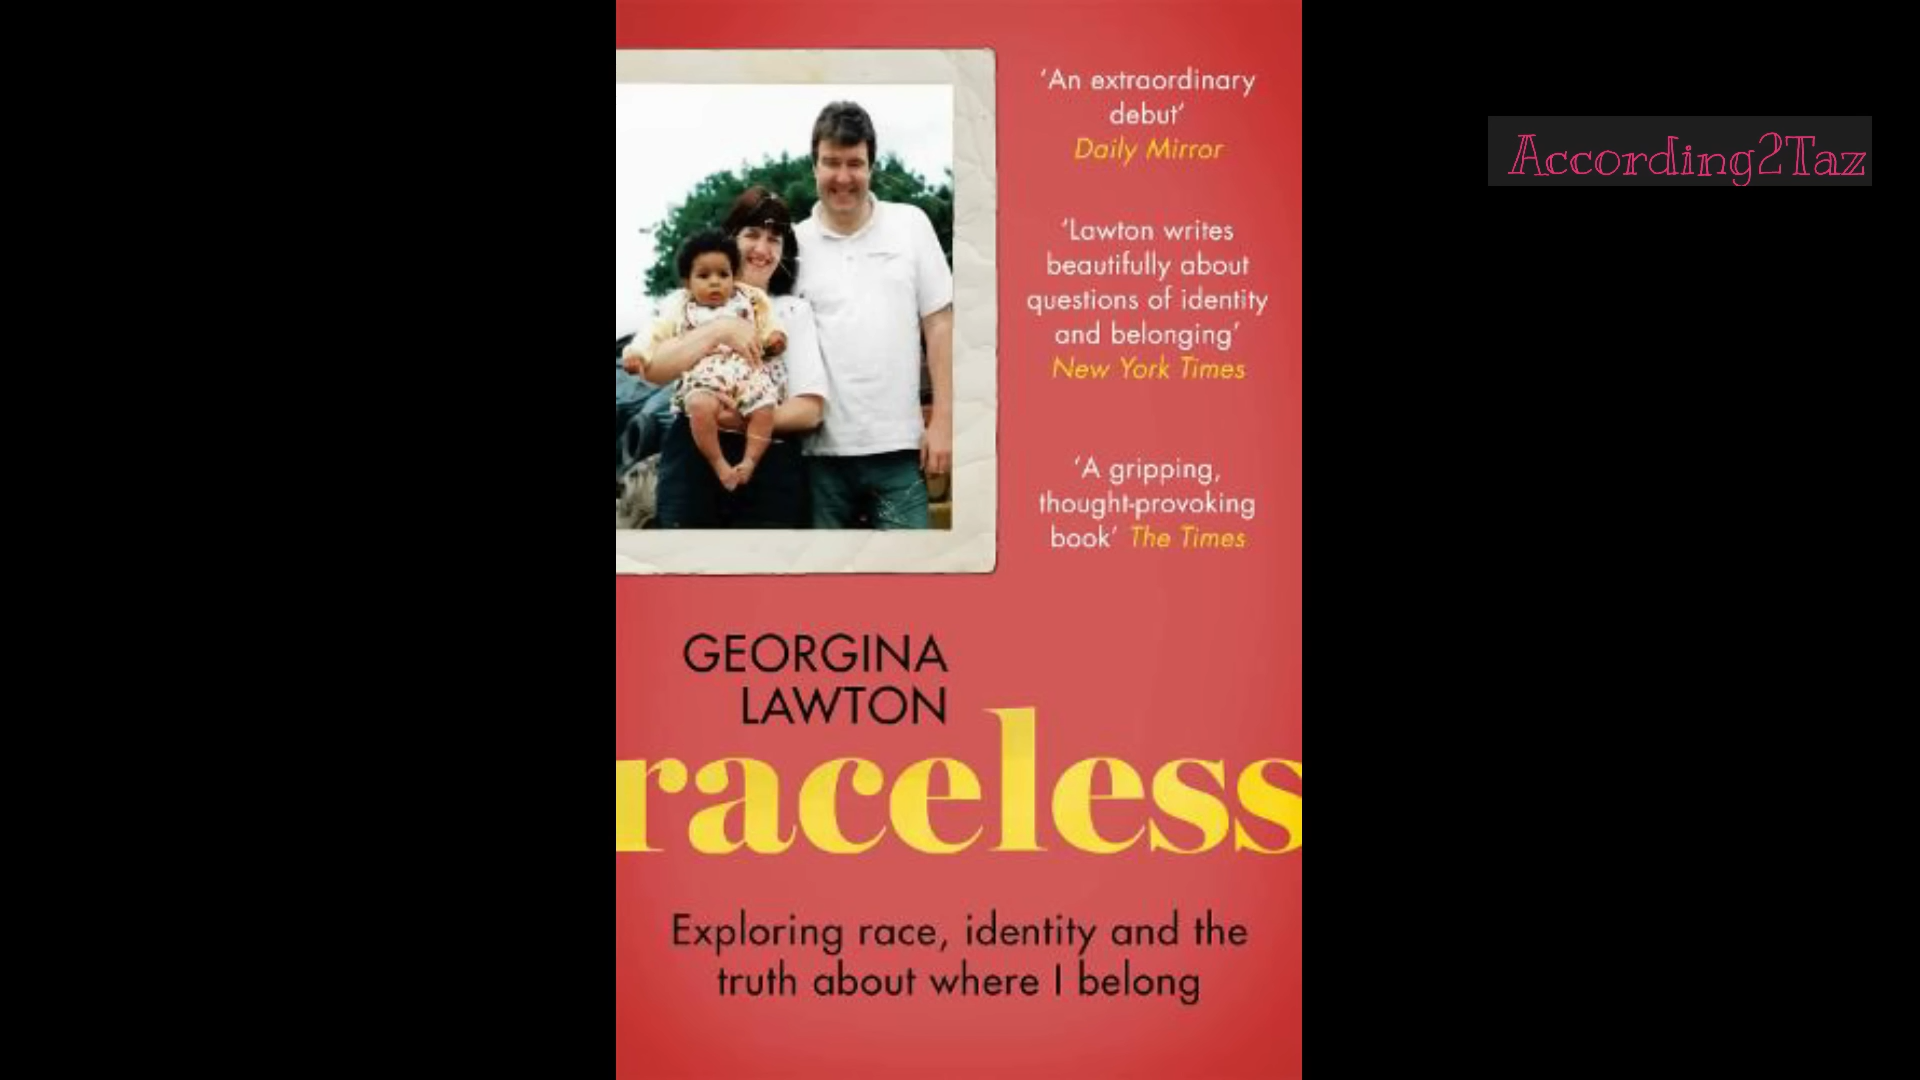 'An extraordinary
debut'
Daily Mirror
'Lawton writes
beautifully about
questions of identity
and belonging'
New York Times
'A gripping,
thought-provoking
book' The Times
According2Taz
GEORGINA
LAWTON
raceless
Exploring race, identity and the
truth about where I belong